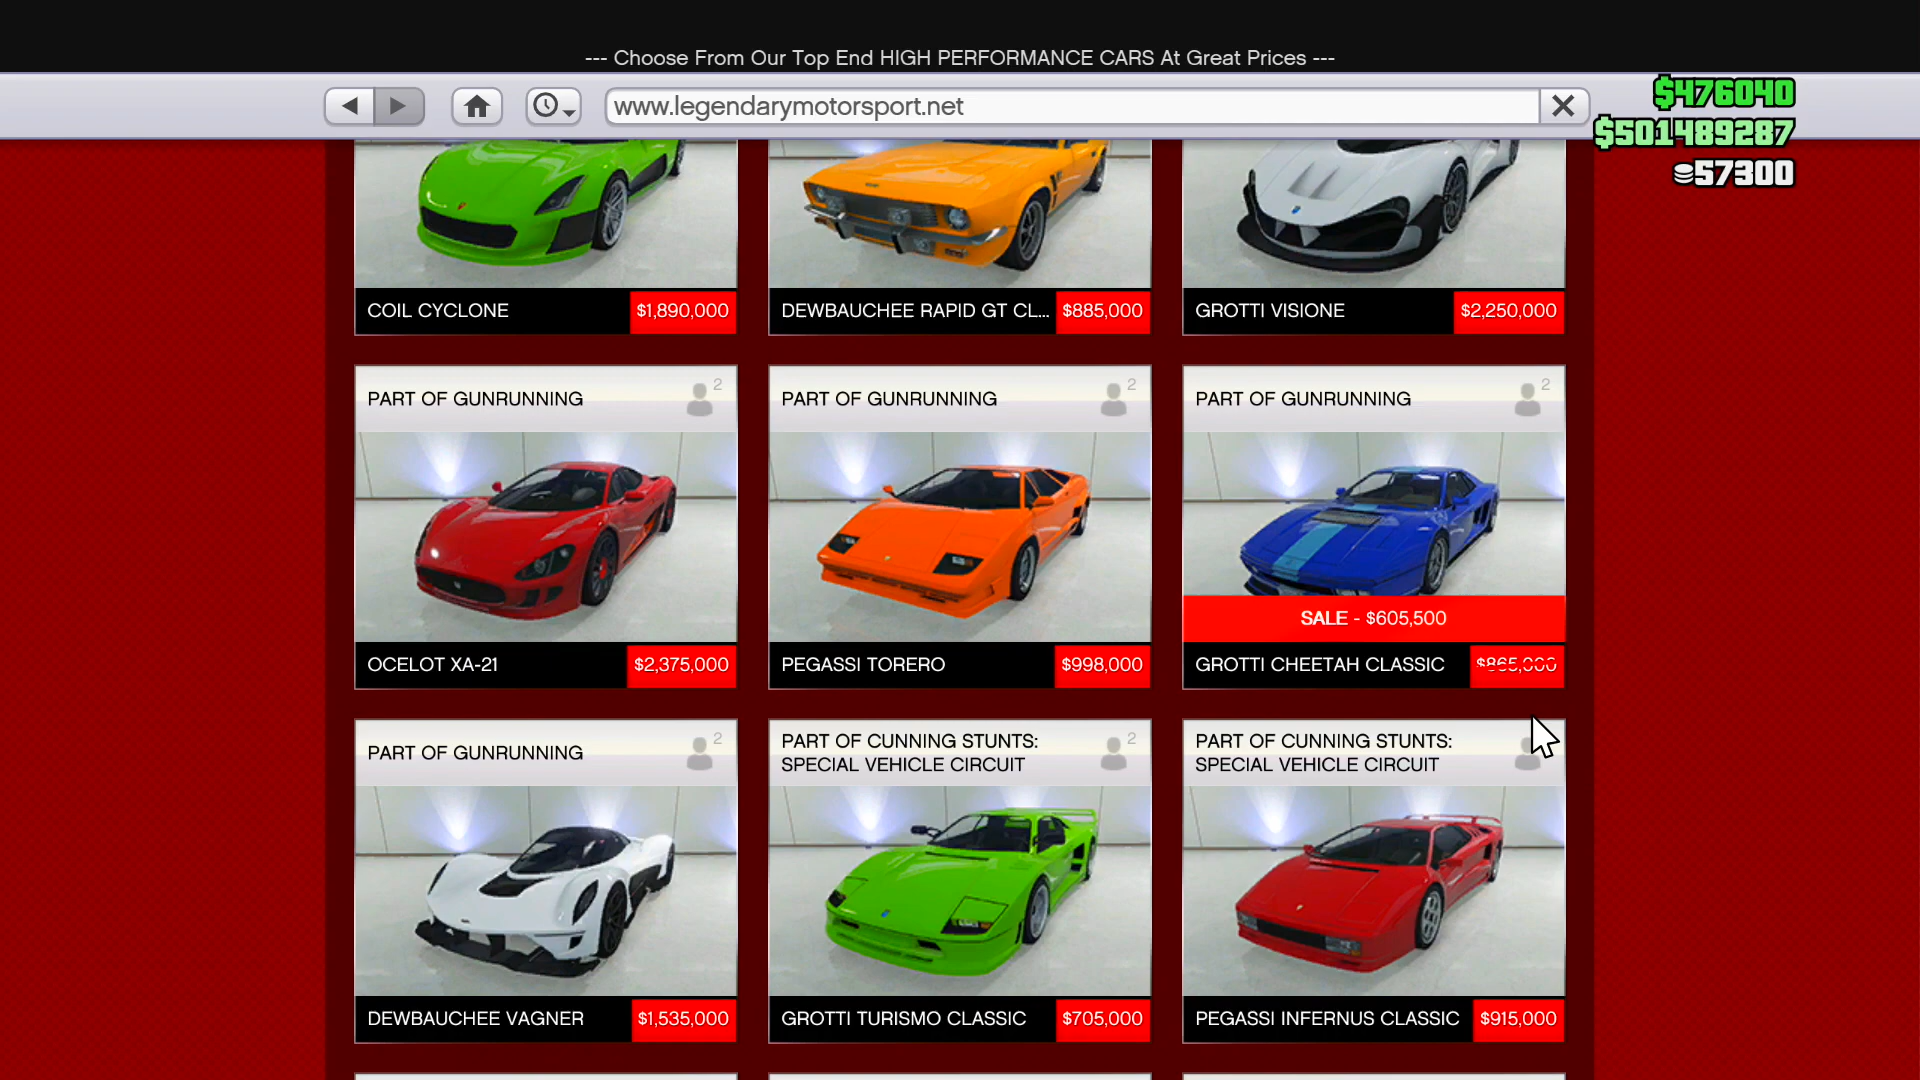 --- Choose From Our Top End HIGH PERFORMANCE CARS At Great Prices ---
www.legendarymotorsport.net
$476040
$501489287
57300
COIL CYCLONE $1,890,000
DEWBAUCHEE RAPID GT CL... $885,000
GROTTI VISIONE $2,250,000
PART OF GUNRUNNING 2
PART OF GUNRUNNING 2
PART OF GUNRUNNING 2
SALE - $605,500
OCELOT XA-21 $2,375,000
PEGASSI TORERO $998,000
GROTTI CHEETAH CLASSIC $865,000
PART OF GUNRUNNING 2
PART OF CUNNING STUNTS:
SPECIAL VEHICLE CIRCUIT 2
PART OF CUNNING STUNTS:
SPECIAL VEHICLE CIRCUIT
DEWBAUCHEE VAGNER $1,535,000
GROTTI TURISMO CLASSIC $705,000
PEGASSI INFERNUS CLASSIC $915,000